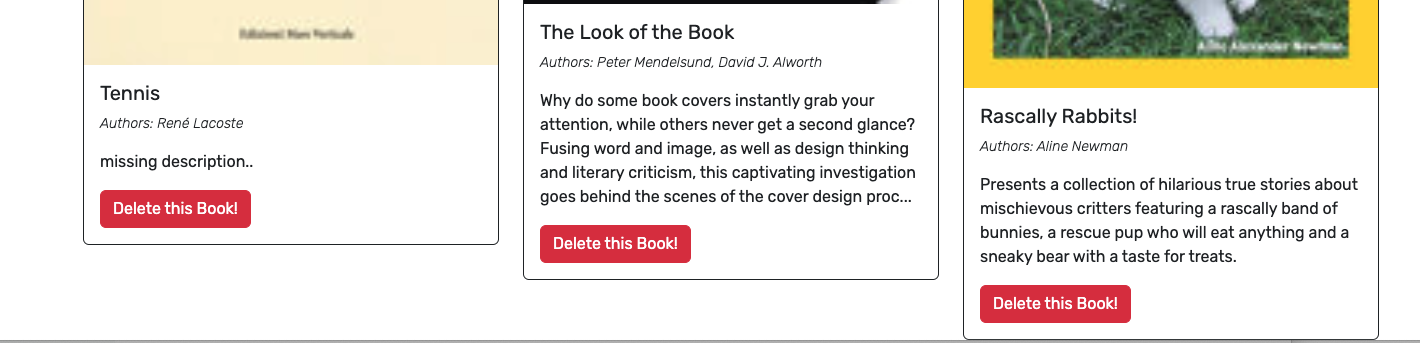 Tennis
Authors: René Lacoste
missing description..
Delete this Book!
The Look of the Book
Authors: Peter Mendelsund, David J. Alworth
Why do some book covers instantly grab your
attention, while others never get a second glance?
Fusing word and image, as well as design thinking
and literary criticism, this captivating investigation
goes behind the scenes of the cover design proc...
Delete this Book!
Aline Alexander Newman
Rascally Rabbits!
Authors: Aline Newman
Presents a collection of hilarious true stories about
mischievous critters featuring a rascally band of
bunnies, a rescue pup who will eat anything and a
sneaky bear with a taste for treats.
Delete this Book!